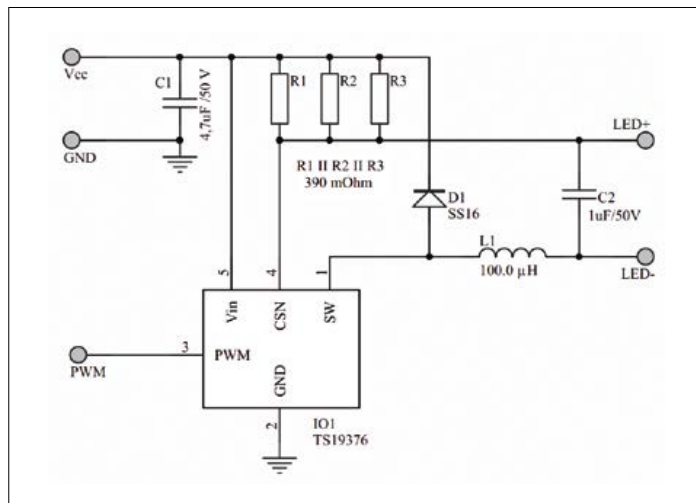 Vcc
C1
4,7uF /50 V
GND
R1
R2
R3
R1 II R2 II R3
390 mOhm
LED+
D1
SS16
C2
1uF/50V
L1
100.0 µH
LED-
5
4
1
Vin
CSN
SW
3
PWM
PWM
GND
2
IO1
TS19376